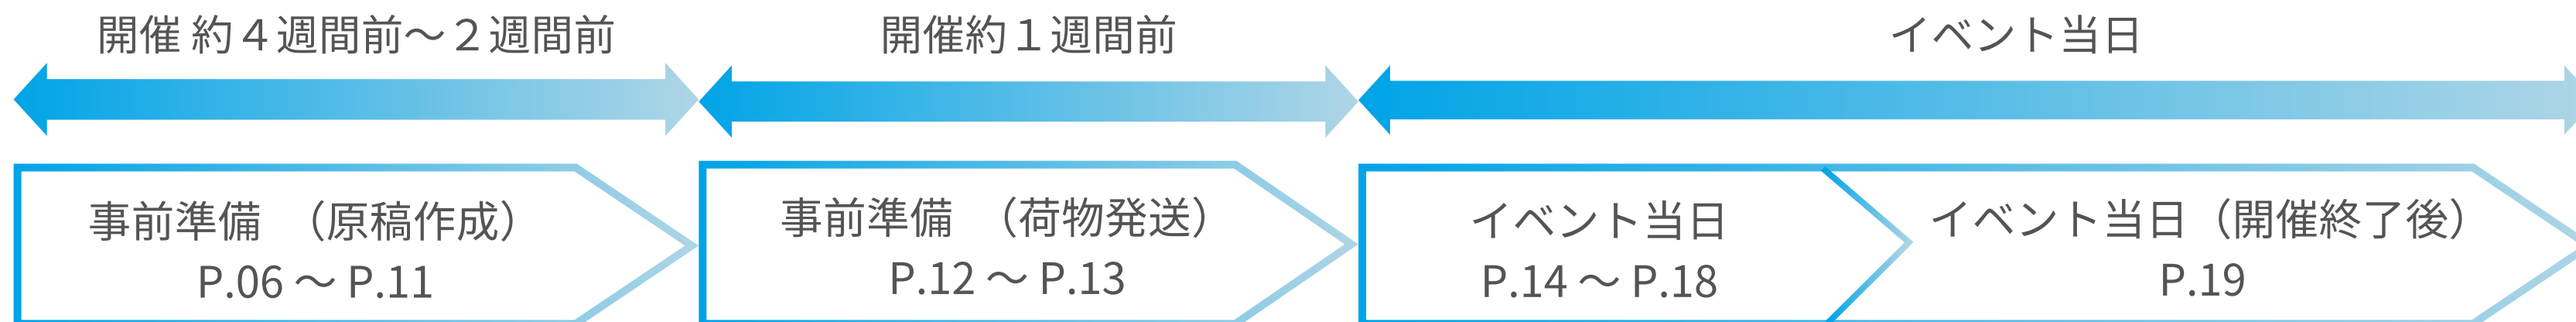 開催 約４週間前～２週間前
開催約１週間前
イベント当日
事前準備　（原稿作成）
P.06 ～ P.11
事前準備　（荷物発送）
P.12 ～ P.13
イベント当日
P.14 ～ P.18
イベント当日（開催終了後）
P.19